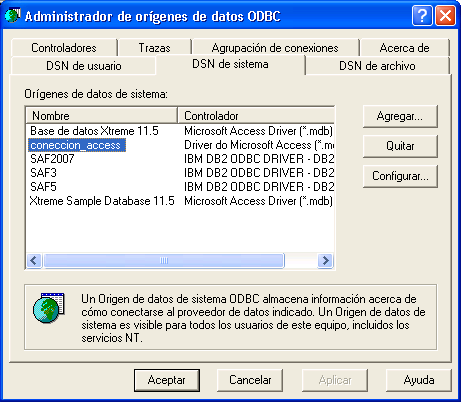 Administrador de orígenes de datos ODBC
Controladores Trazas Agrupación de conexiones Acerca de
DSN de usuario DSN de sistema DSN de archivo
Orígenes de datos de sistema:
Nombre Controlador
Base de datos Xtreme 11.5 Microsoft Access Driver (*.mdb)
coneccion_access Driver do Microsoft Access (*.m
SAF2007 IBM DB2 ODBC DRIVER - DB2
SAF3 IBM DB2 ODBC DRIVER - DB2
SAF5 IBM DB2 ODBC DRIVER - DB2
Xtreme Sample Database 11.5 Microsoft Access Driver (*.mdb)
Agregar...
Quitar
Configurar...
Un Origen de datos de sistema ODBC almacena información acerca de
cómo conectarse al proveedor de datos indicado. Un Origen de datos de
sistema es visible para todos los usuarios de este equipo, incluidos los
servicios NT.
Aceptar Cancelar Aplicar Ayuda